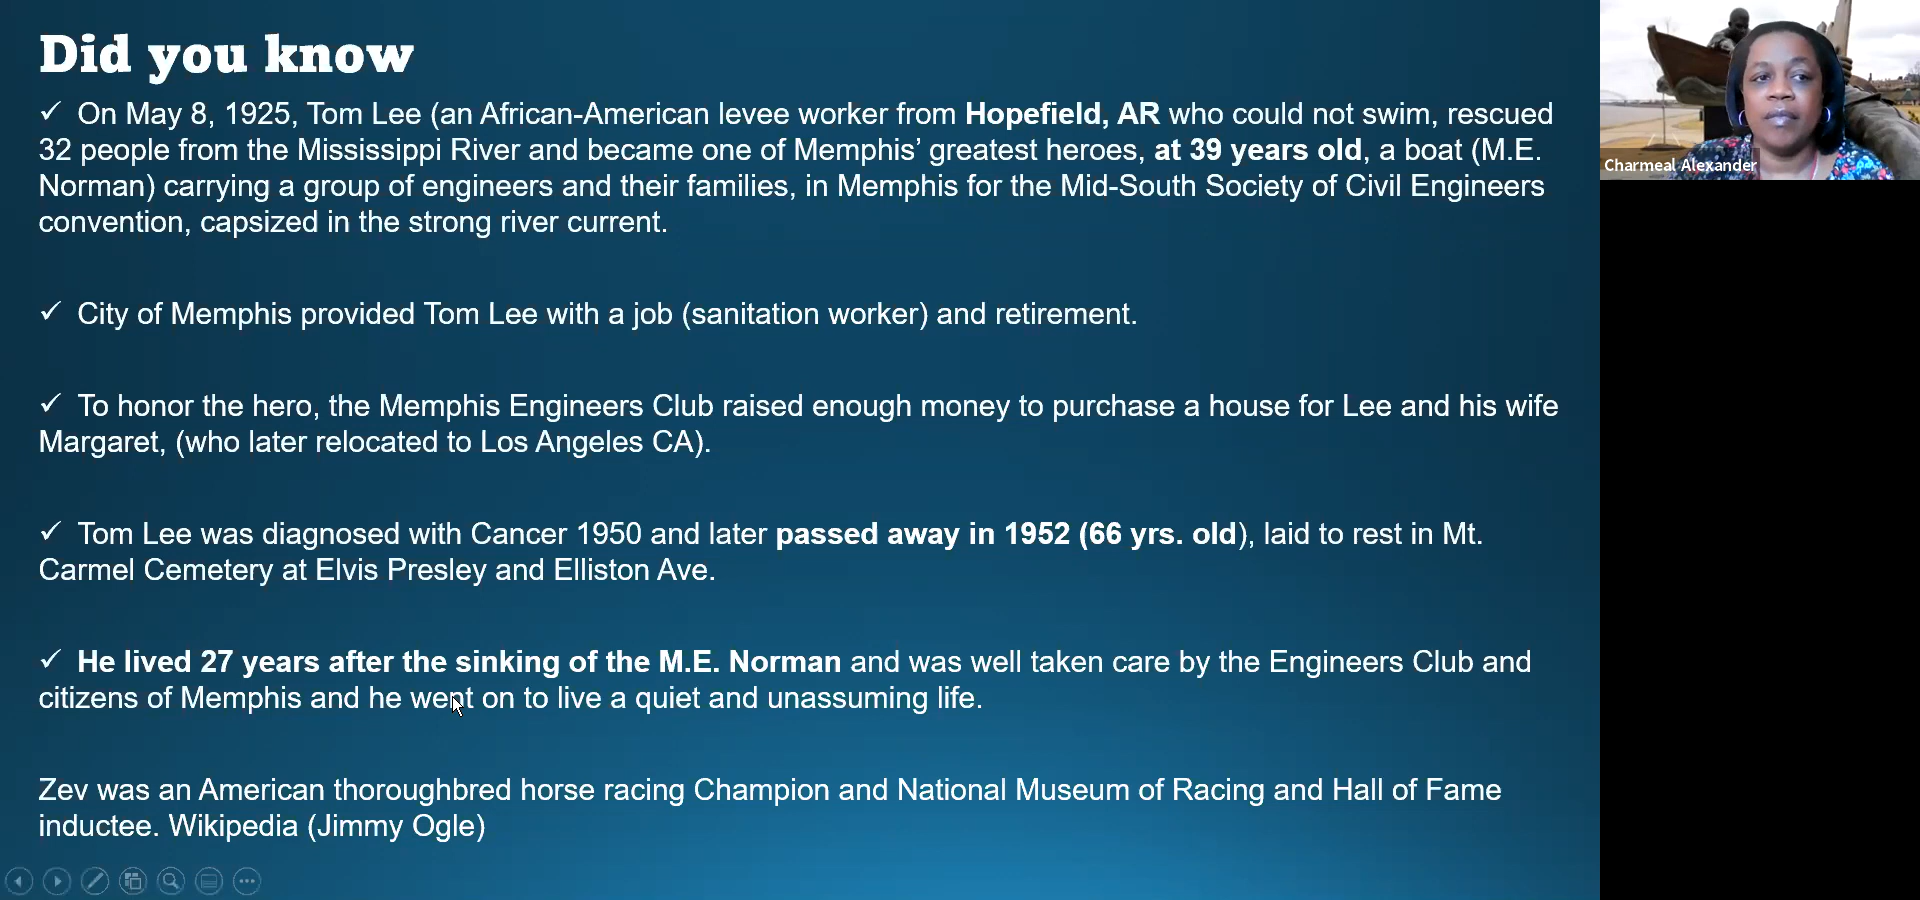 Did you know
✓ On May 8, 1925, Tom Lee (an African-American levee worker from Hopefield, AR who could not swim, rescued
32 people from the Mississippi River and became one of Memphis’ greatest heroes, at 39 years old, a boat (M.E.
Norman) carrying a group of engineers and their families, in Memphis for the Mid-South Society of Civil Engineers
convention, capsized in the strong river current.
✓ City of Memphis provided Tom Lee with a job (sanitation worker) and retirement.
✓ To honor the hero, the Memphis Engineers Club raised enough money to purchase a house for Lee and his wife
Margaret, (who later relocated to Los Angeles CA).
✓ Tom Lee was diagnosed with Cancer 1950 and later passed away in 1952 (66 yrs. old), laid to rest in Mt.
Carmel Cemetery at Elvis Presley and Elliston Ave.
✓ He lived 27 years after the sinking of the M.E. Norman and was well taken care by the Engineers Club and
citizens of Memphis and he went on to live a quiet and unassuming life.
Zev was an American thoroughbred horse racing Champion and National Museum of Racing and Hall of Fame
inductee. Wikipedia (Jimmy Ogle)
Charmeal Alexander